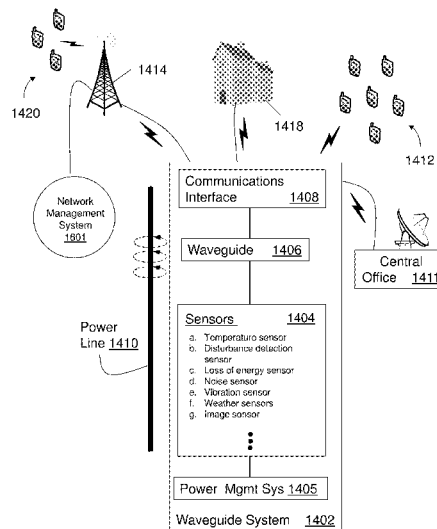 1414
1420
1418
1412
Network
Management
System
1601
Communications
Interface 1408
Waveguide 1406
Central
Office 1411
Power
Line 1410
Sensors 1404
a. Temperature sensor
b. Disturbance detection
sensor
c. Loss of energy sensor
d. Noise sensor
e. Vibration sensor
f. Weather sensors
g. Image sensor
Power Mgmt Sys 1405
Waveguide System 1402